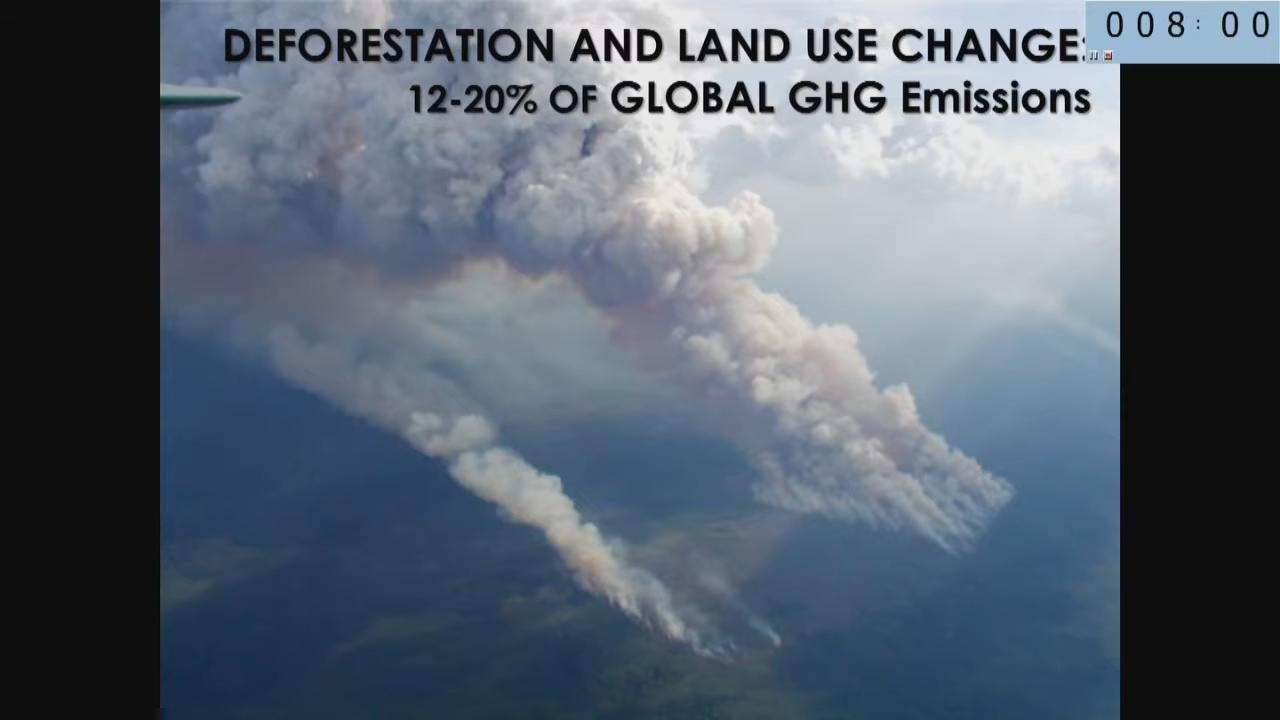 DEFORESTATION AND LAND USE CHANGE:
12-20% OF GLOBAL GHG Emissions
008:00